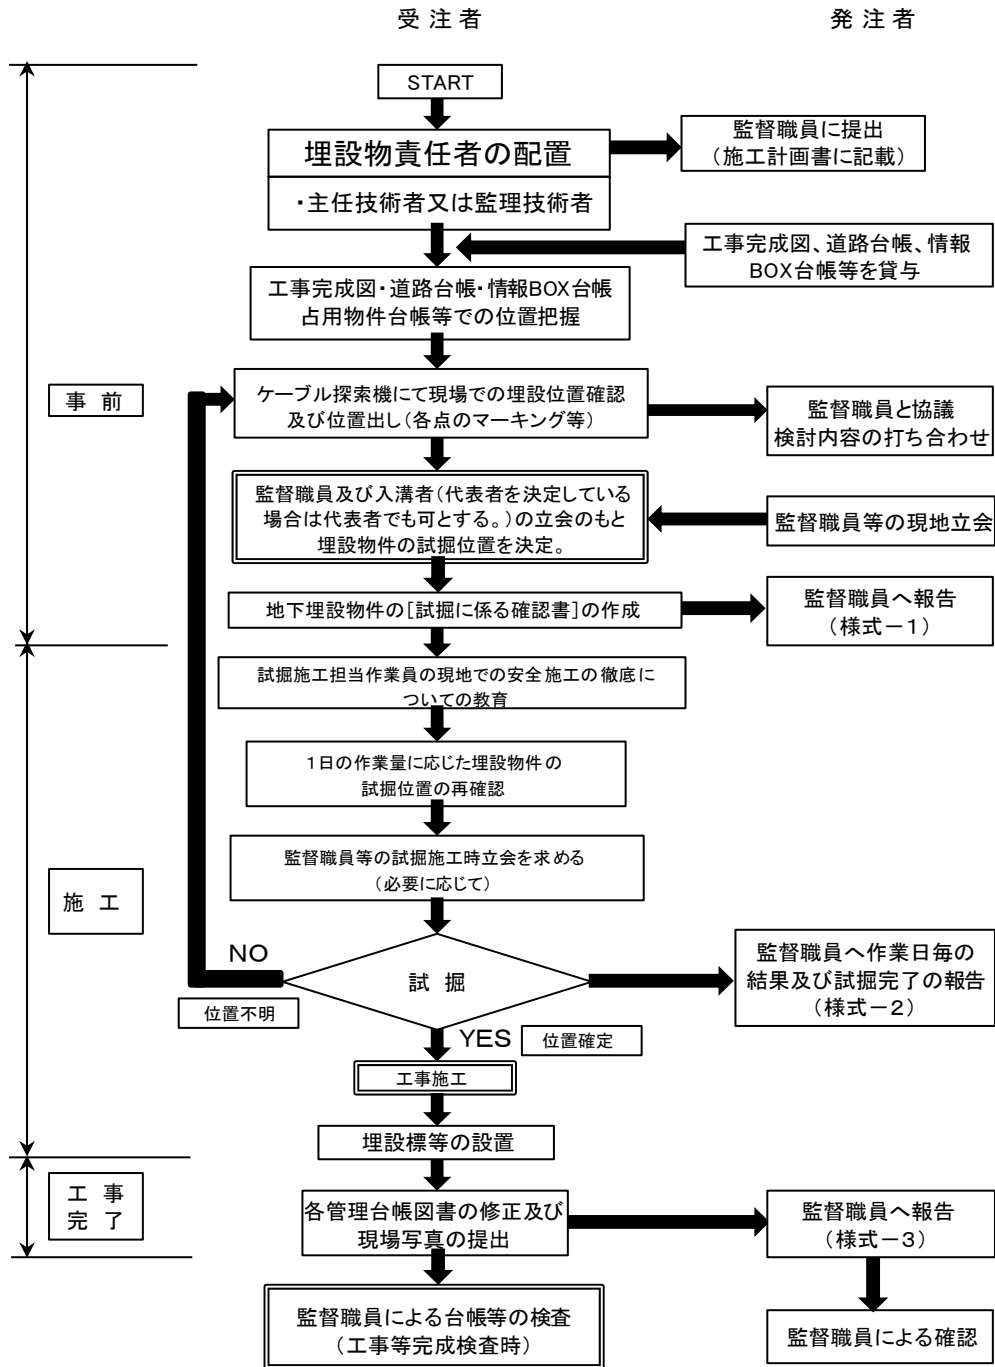 受 注 者
発 注 者
START
埋設物責任者の配置
・主任技術者又は監理技術者
監督職員に提出
（施工計画書に記載）
工事完成図、道路台帳、情報
BOX台帳等を貸与
工事完成図・道路台帳・情報BOX台帳
占用物件台帳等での位置把握
事 前
ケーブル探索機にて現場での埋設位置確認
及び位置出し（各点のマーキング等）
監督職員と協議
検討内容の打ち合わせ
監督職員及び入溝者（代表者を決定している
場合は代表者でも可とする。）の立会のもと
埋設物件の試掘位置を決定。
監督職員等の現地立会
地下埋設物件の［試掘に係る確認書］の作成
監督職員へ報告
（様式－１）
試掘施工担当作業員の現地での安全施工の徹底に
ついての教育
１日の作業量に応じた埋設物件の
試掘位置の再確認
監督職員等の試掘施工時立会を求める
（必要に応じて）
施 工
NO
位置不明
試 掘
監督職員へ作業日毎の
結果及び試掘完了の報告
（様式－２）
YES
位置確定
工事施工
埋設標等の設置
工 事
完 了
各管理台帳図書の修正及び
現場写真の提出
監督職員へ報告
（様式－３）
監督職員による台帳等の検査
（工事等完成検査時）
監督職員による確認